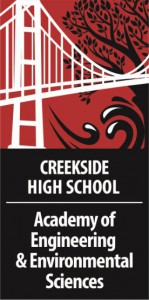 CREEKSIDE
HIGH SCHOOL
Academy of
Engineering
& Environmental
Sciences